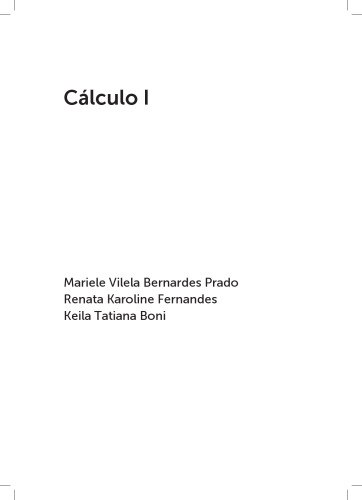 Cálculo I
Mariele Vilela Bernardes Prado
Renata Karoline Fernandes
Keila Tatiana Boni